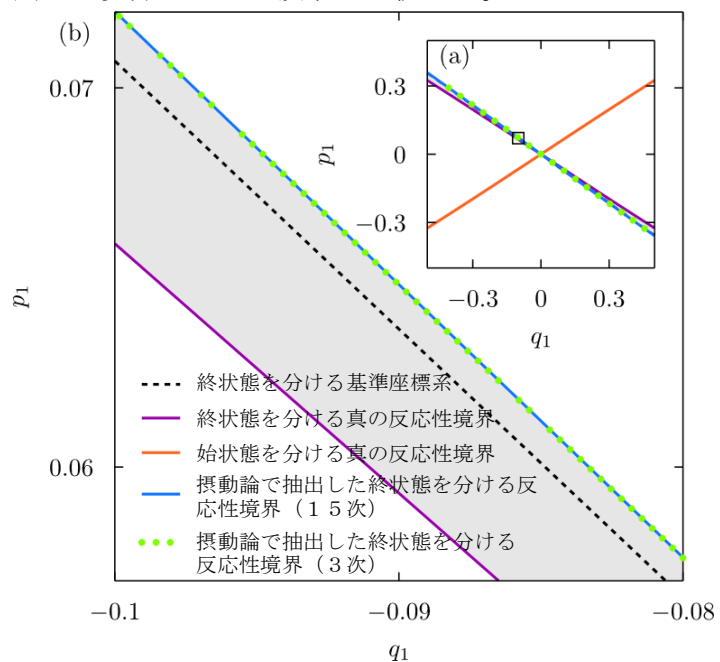 (b)
(a)
0.07
0.06
p₁
−0.1
−0.09
−0.08
q₁
0.3
0
−0.3
p₁
−0.3
0
0.3
q₁
終状態を分ける基準座標系
終状態を分ける真の反応性境界
始状態を分ける真の反応性境界
摂動論で抽出した終状態を分ける反
応性境界（１５次）
摂動論で抽出した終状態を分ける
反応性境界（３次）